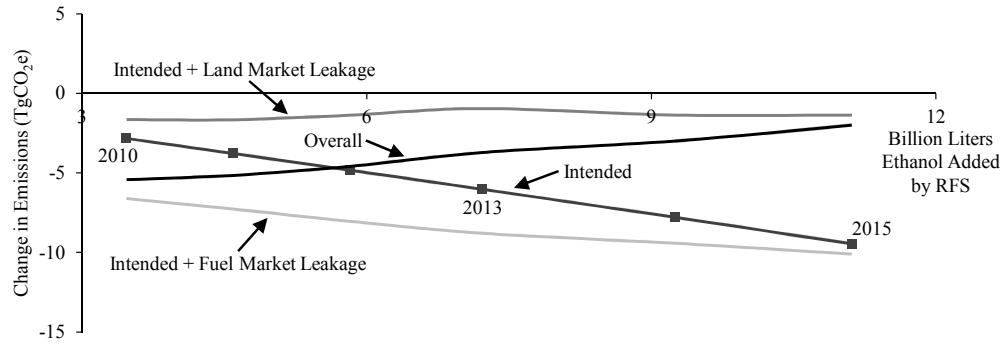 5
Intended + Land Market Leakage
0
3
6
9
12
Overall
Billion Liters
Ethanol Added
by RFS
2010
Intended
-5
2013
2015
-10
Intended + Fuel Market Leakage
-15
Change in Emissions (TgCO₂e)